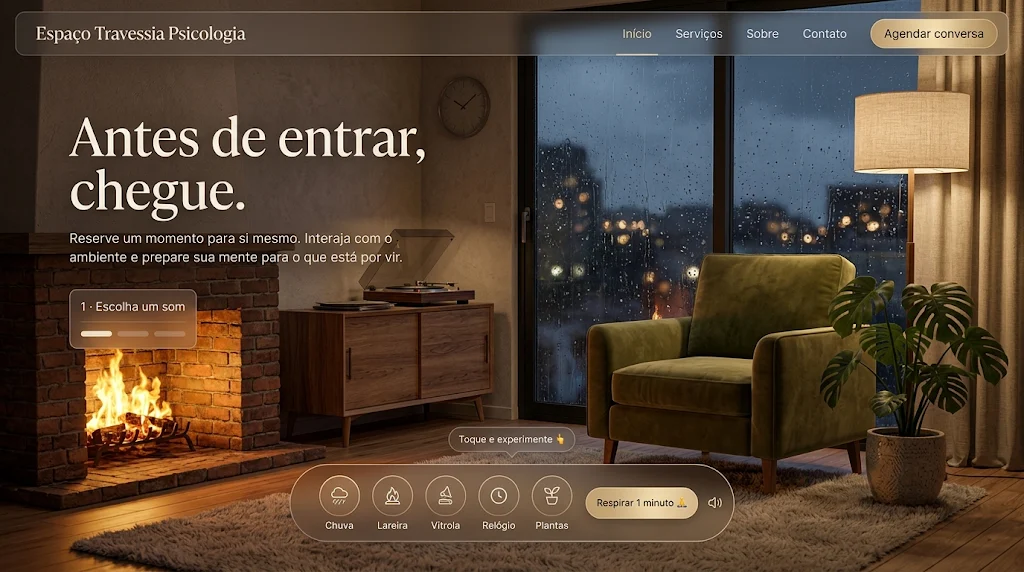 Espaço Travessia Psicologia
Início
Serviços
Sobre
Contato
Agendar conversa
Antes de entrar,
chegue.
Reserve um momento para si mesmo. Interaja com o
ambiente e prepare sua mente para o que está por vir.
1 · Escolha um som
Toque e experimente 👆
Chuva
Lareira
Vitrola
Relógio
Plantas
Respirar 1 minuto 🙏